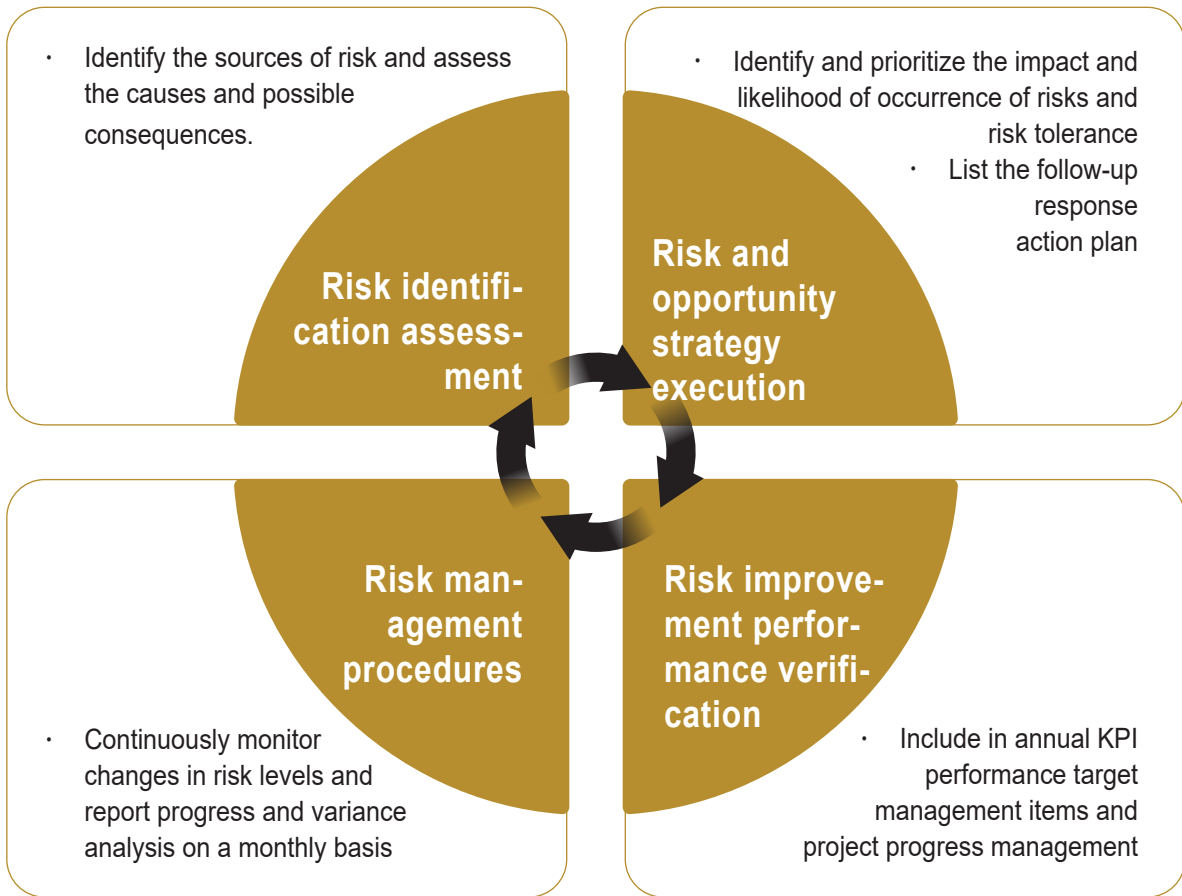 · Identify the sources of risk and assess
the causes and possible
consequences.
Risk identifi-
cation assess-
ment
· Identify and prioritize the impact and
likelihood of occurrence of risks and
risk tolerance
· List the follow-up
response
action plan
Risk and
opportunity
strategy
execution
Risk man-
agement
procedures
· Continuously monitor
changes in risk levels and
report progress and variance
analysis on a monthly basis
Risk improve-
ment perfor-
mance verifi-
cation
· Include in annual KPI
performance target
management items and
project progress management